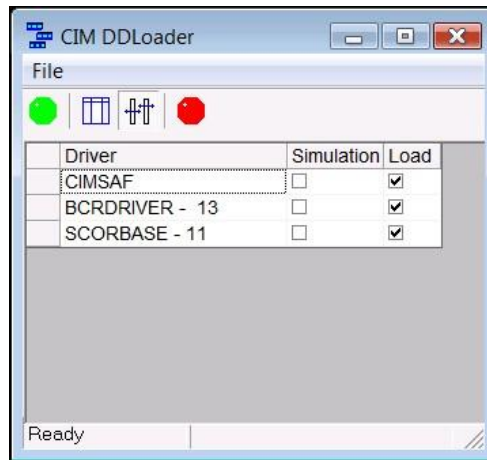 CIM DDLoader
File
Driver Simulation Load
CIMSAF
BCRDRIVER - 13
SCORBASE - 11
Ready